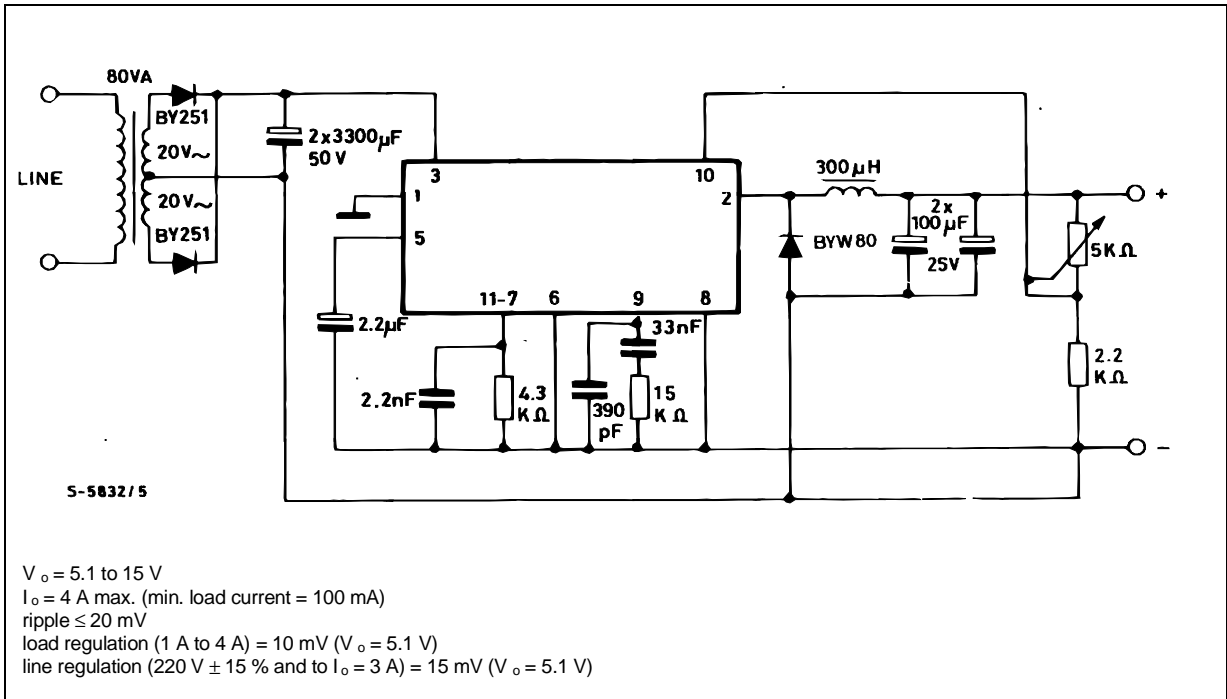 80VA
BY251
20V~
20V~
BY251
LINE
2x3300µF
50V
3
10
1
2
5
11-7
6
9
8
300µH
2x
100µF
25V
BYW80
5KΩ
2.2
KΩ
2.2µF
2.2nF
4.3
KΩ
390
pF
33nF
15
KΩ
+
-
S-5832/5
V o = 5.1 to 15 V
I o = 4 A max. (min. load current = 100 mA)
ripple ≤ 20 mV
load regulation (1 A to 4 A) = 10 mV (V o = 5.1 V)
line regulation (220 V ± 15 % and to I o = 3 A) = 15 mV (V o = 5.1 V)